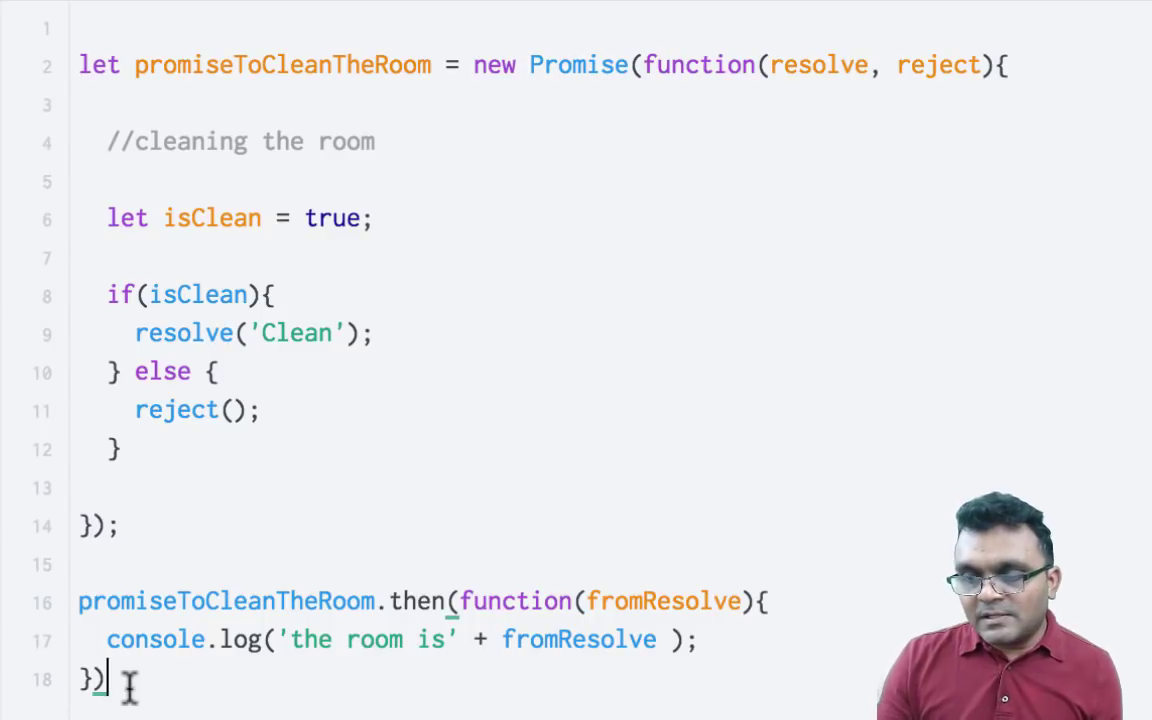 1
2 let promiseToCleanTheRoom = new Promise(function(resolve, reject){
3
4   //cleaning the room
5
6   let isClean = true;
7
8   if(isClean){
9     resolve('Clean');
10   } else {
11     reject();
12   }
13
14 });
15
16 promiseToCleanTheRoom.then(function(fromResolve){
17   console.log('the room is' + fromResolve );
18 })